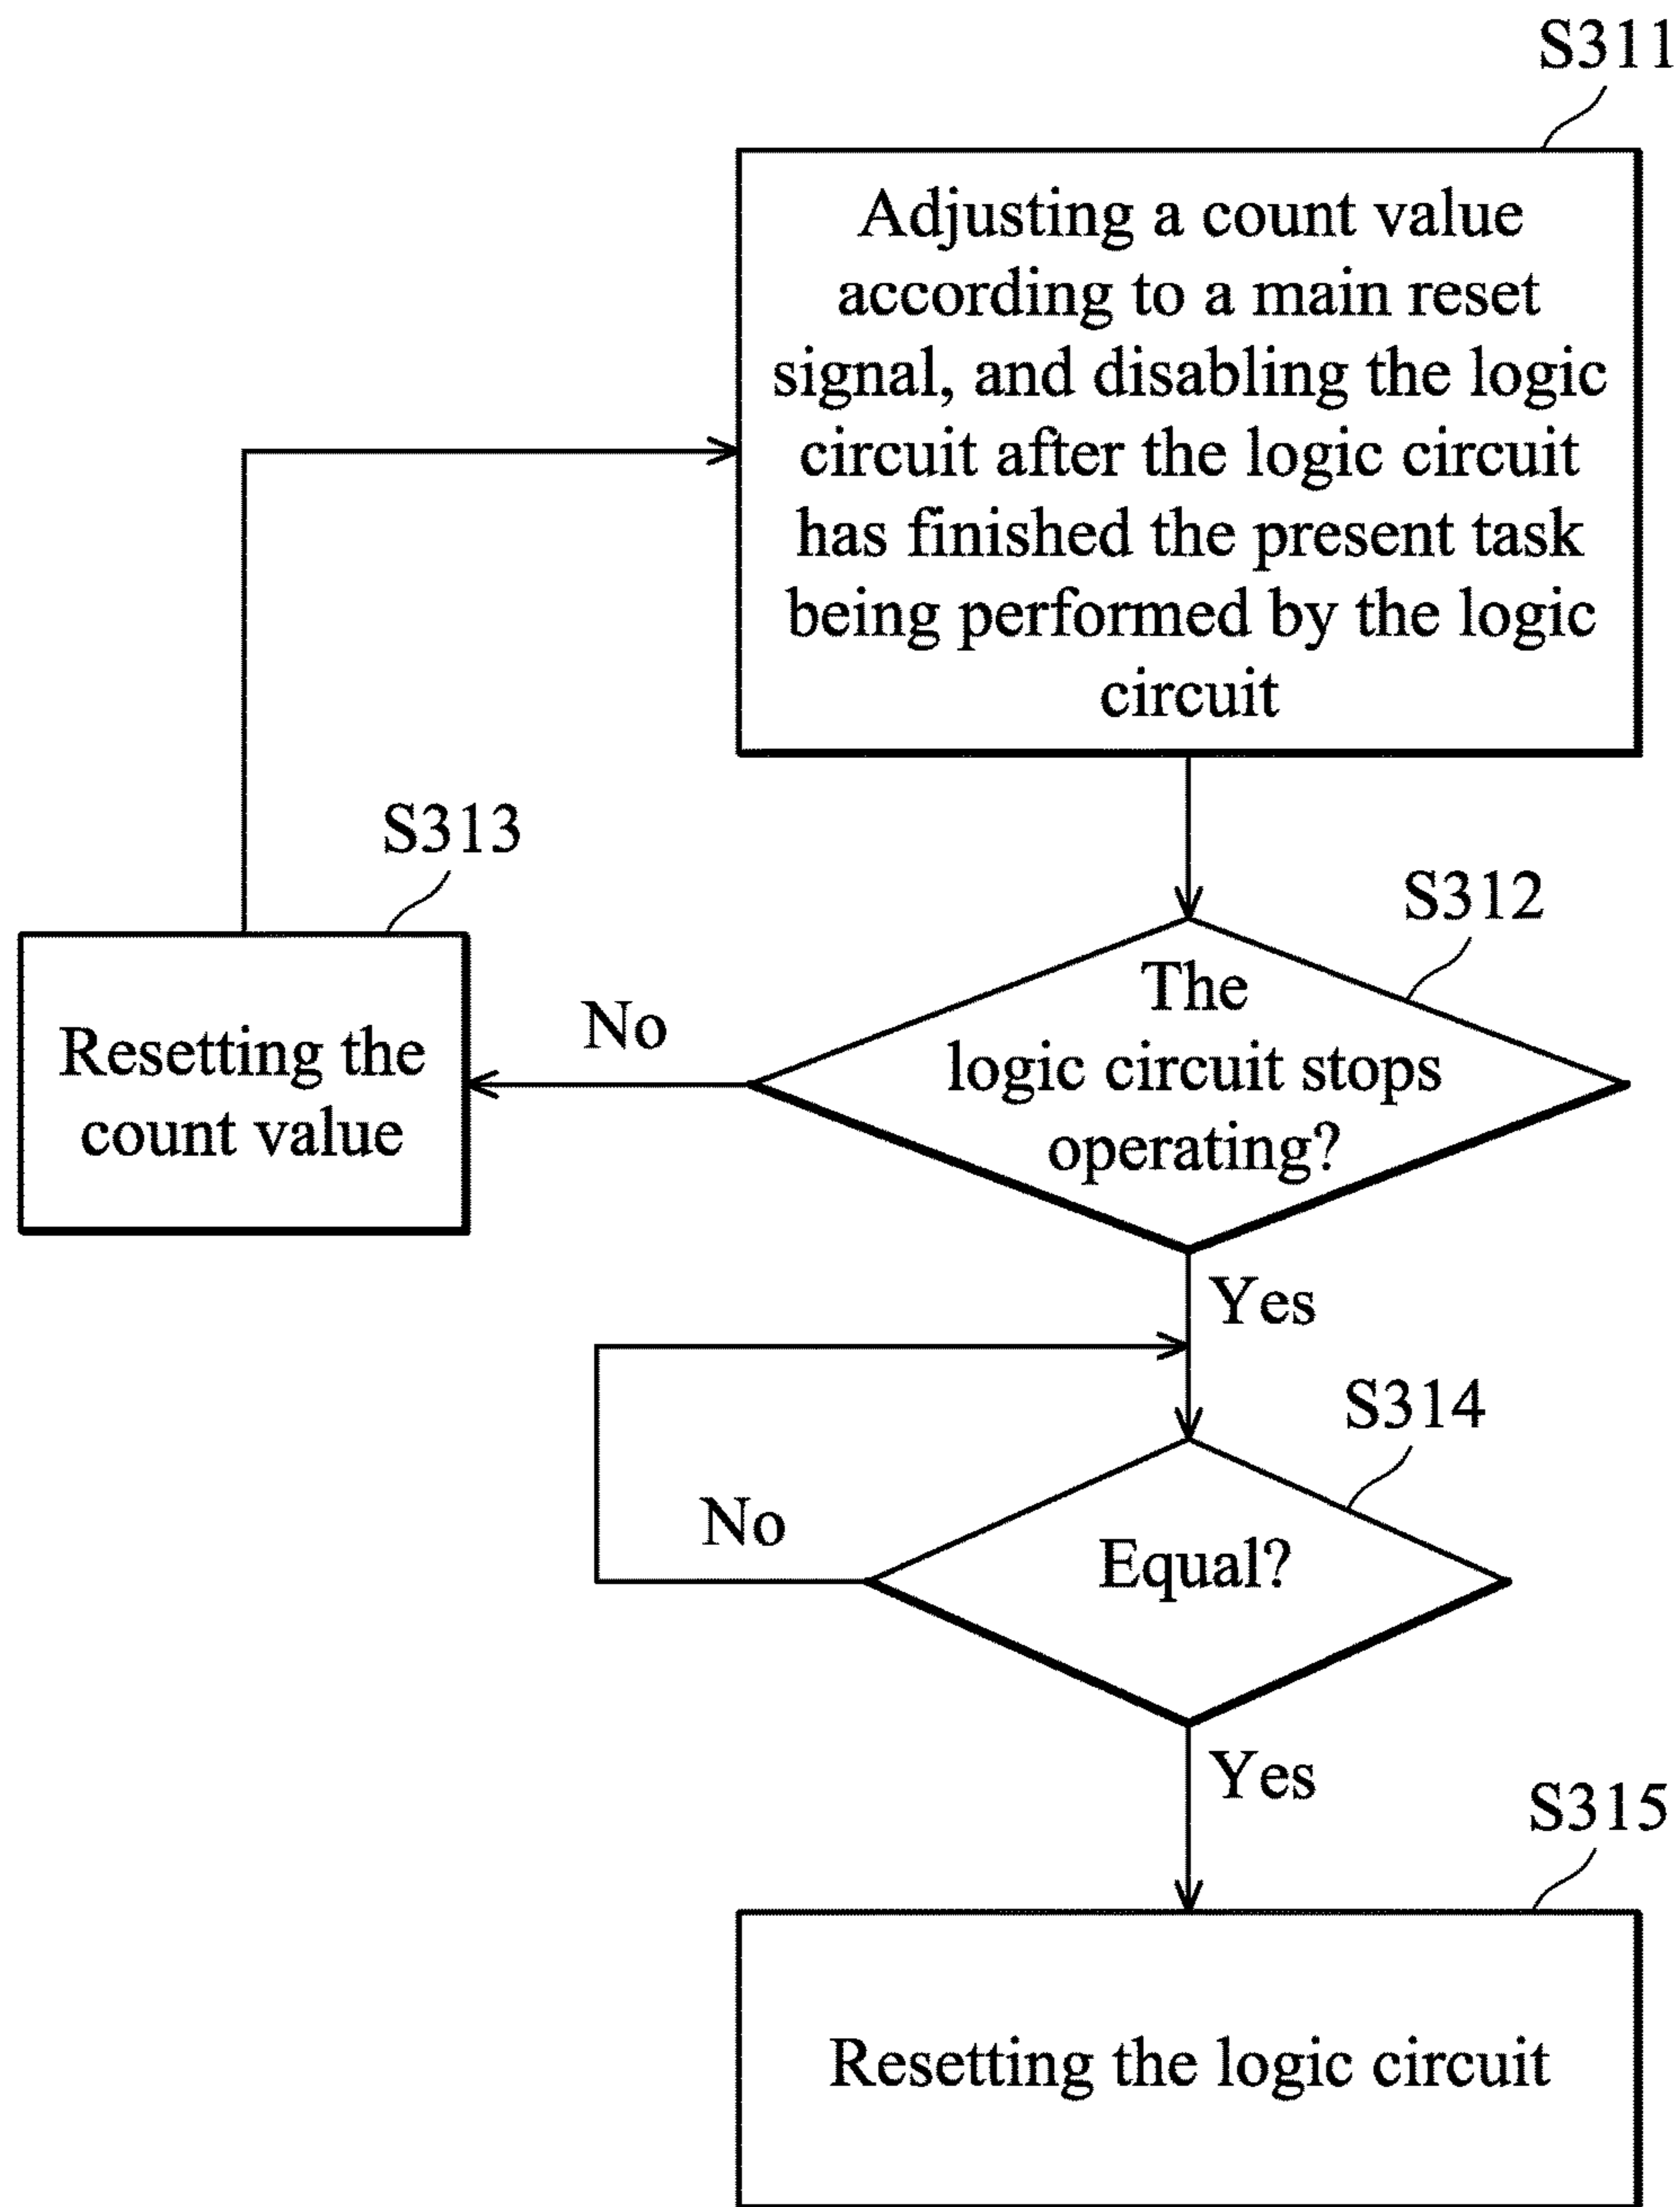 S311
Adjusting a count value
according to a main reset
signal, and disabling the logic
circuit after the logic circuit
has finished the present task
being performed by the logic
circuit
S313
Resetting the
count value
No
S312
The
logic circuit stops
operating?
Yes
S314
No
Equal?
Yes
S315
Resetting the logic circuit